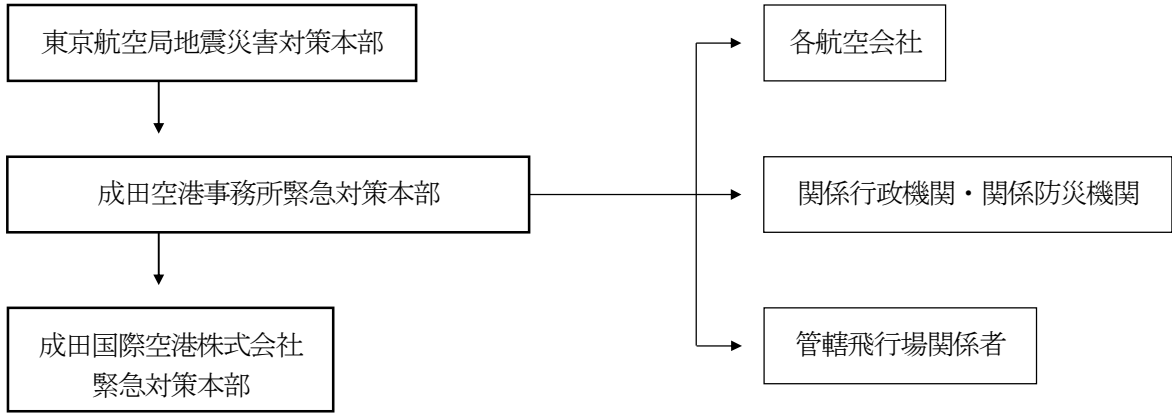 東京航空局地震災害対策本部
各航空会社
成田空港事務所緊急対策本部
関係行政機関・関係防災機関
成田国際空港株式会社
緊急対策本部
管轄飛行場関係者